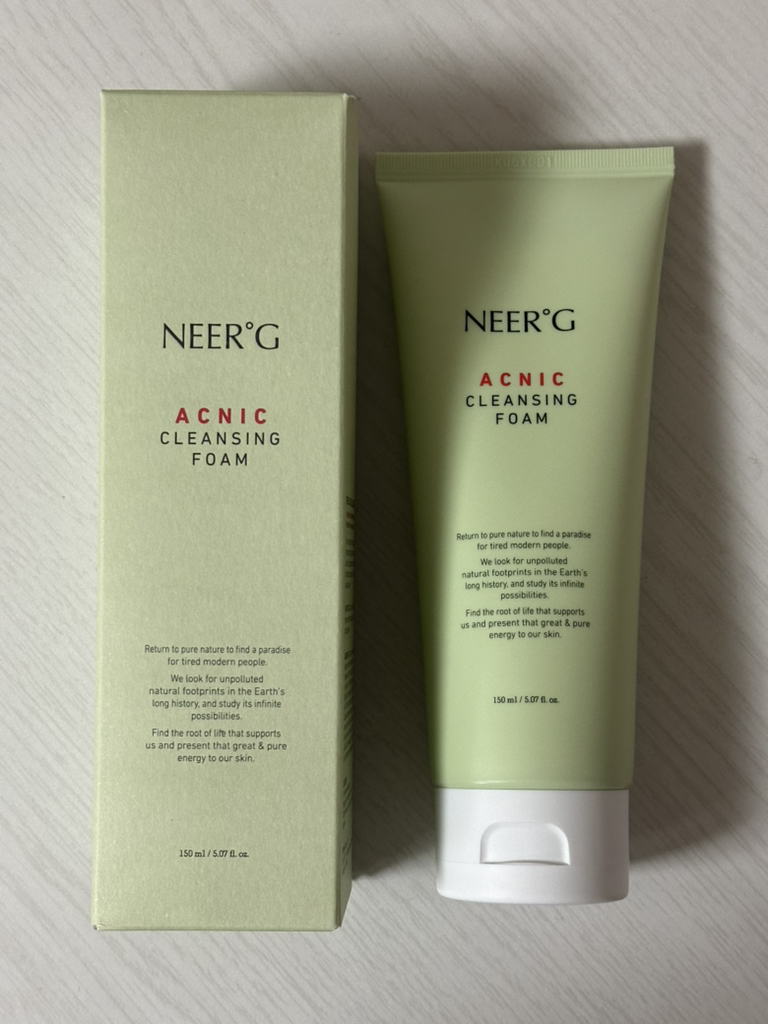 NEER°G
ACNIC
CLEANSING
FOAM
Return to pure nature to find a paradise
for tired modern people.
We look for unpolluted
natural footprints in the Earth's
long history, and study its infinite
possibilities.
Find the root of life that supports
us and present that great & pure
energy to our skin.
150 ml / 5.07 fl. oz.
NEER°G
ACNIC
CLEANSING
FOAM
Return to pure nature to find a paradise
for tired modern people.
We look for unpolluted
natural footprints in the Earth's
long history, and study its infinite
possibilities.
Find the root of life that supports
us and present that great & pure
energy to our skin.
150 ml / 5.07 fl. oz.